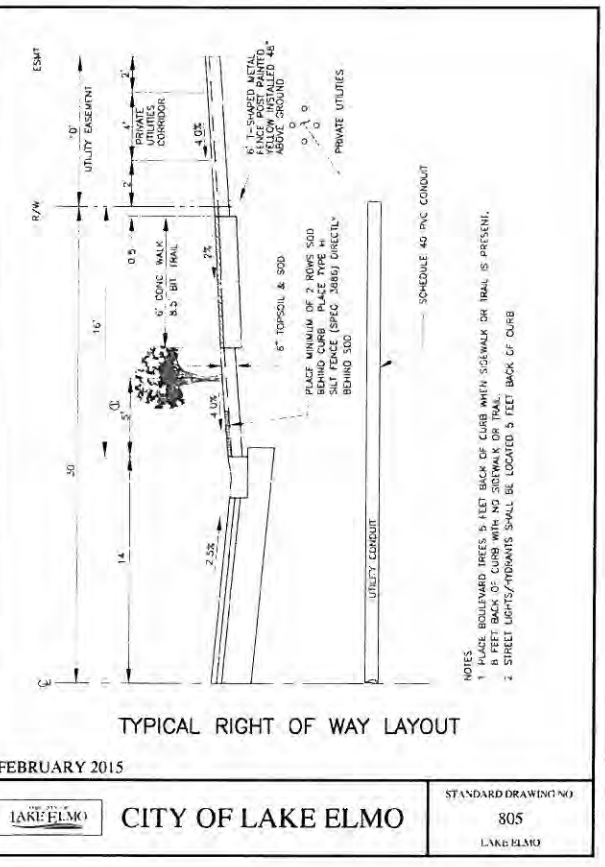 ESMT
10'
UTILITY EASEMENT
2'
4'
PRIVATE
UTILITIES
CORRIDOR
2'
4.0%
6' T-SHAPED METAL
FENCE POST PAINTED
YELLOW INSTALLED 48"
ABOVE GROUND
PRIVATE UTILITIES
R/W
30
16'
0.5
6' CONC WALK
8.5 BIT TRAIL
2%
5'
4.0%
6" TOPSOIL & SOD
PLACE MINIMUM OF 2 ROWS SOD
BEHIND CURB PLACE TYPE HI
SILT FENCE (SPEC 3886) DIRECTLY
BEHIND SOD
14
2.5%
SCHEDULE 40 PVC CONDUIT
UTILITY CONDUIT
NOTES
1 PLACE BOULEVARD TREES 5 FEET BACK OF CURB WHEN SIDEWALK OR TRAIL IS PRESENT,
8 FEET BACK OF CURB WITH NO SIDEWALK OR TRAIL.
2 STREET LIGHTS/HYDRANTS SHALL BE LOCATED 5 FEET BACK OF CURB
TYPICAL RIGHT OF WAY LAYOUT
FEBRUARY 2015
LAKE ELMO
CITY OF LAKE ELMO
STANDARD DRAWING NO
805
LAKE ELMO